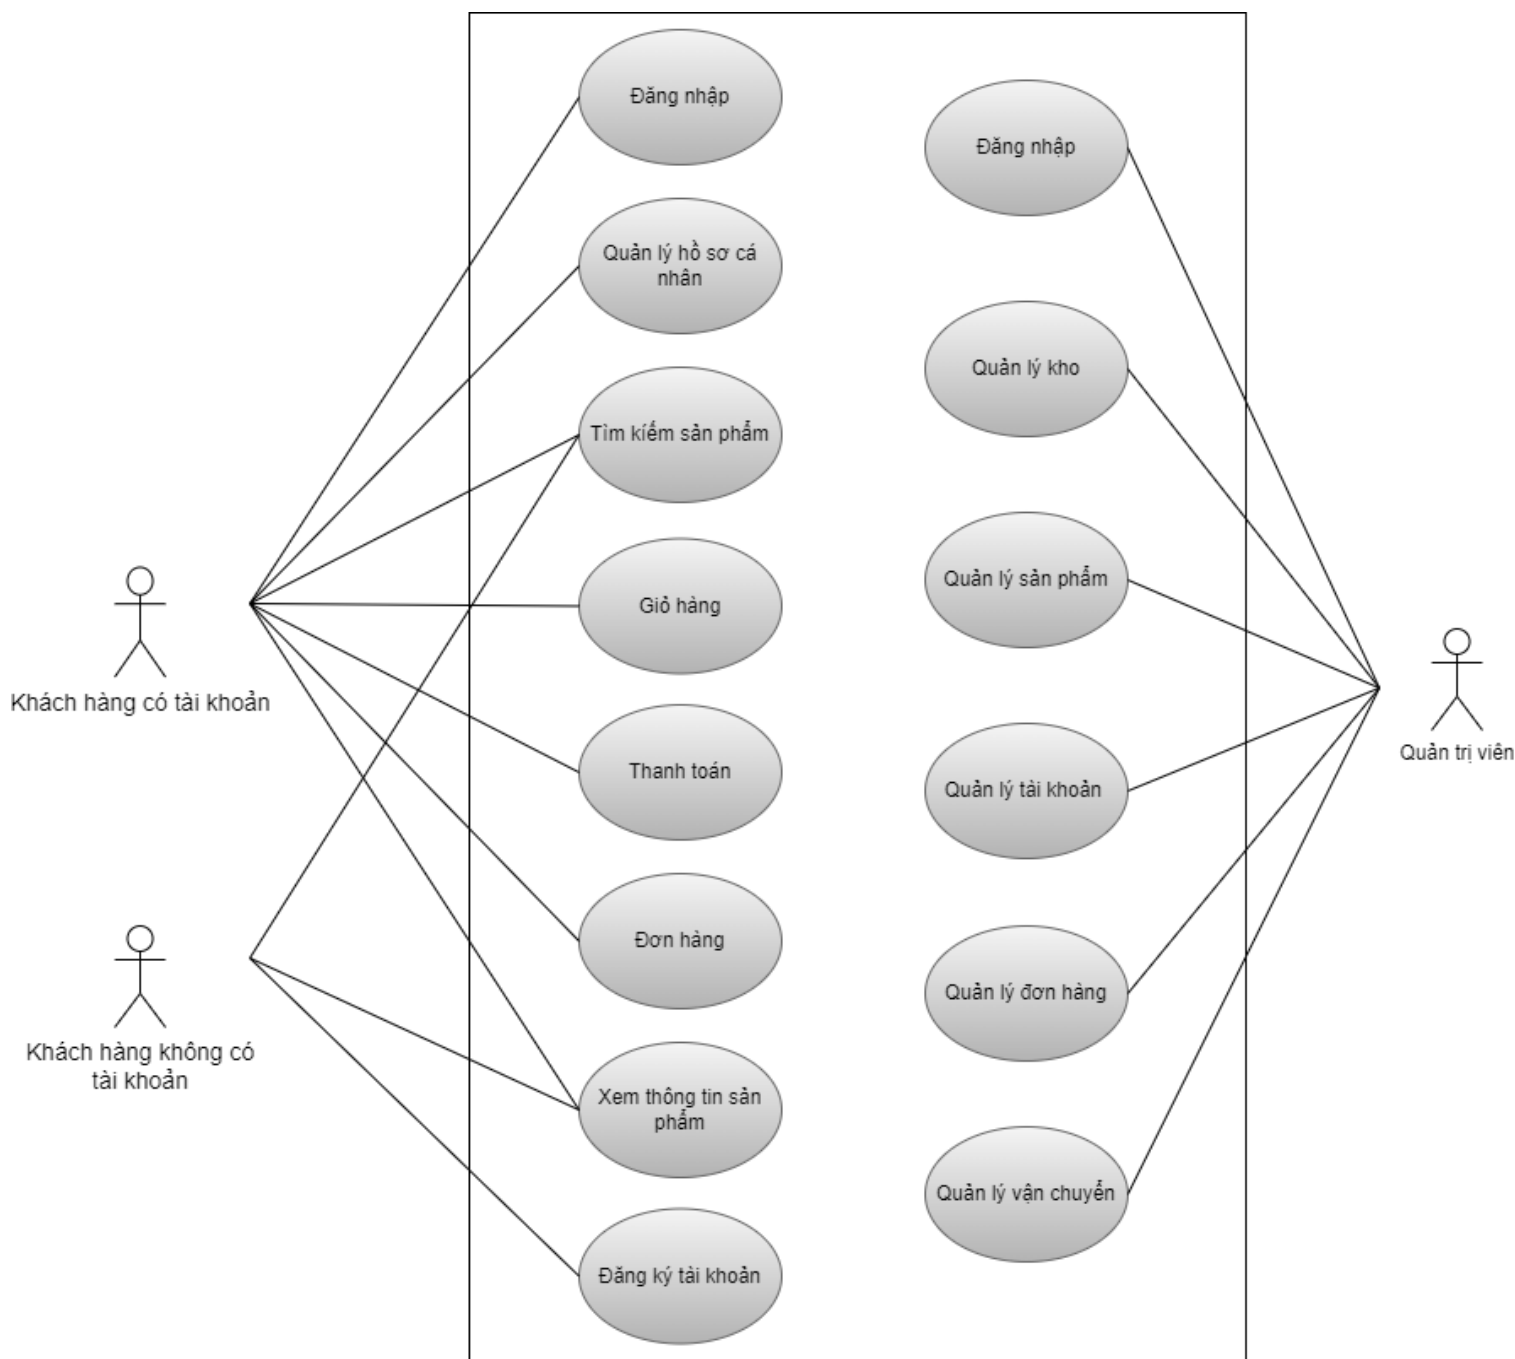 Đăng nhập
Quản lý hồ sơ cá
nhân
Tìm kiếm sản phẩm
Giỏ hàng
Thanh toán
Đơn hàng
Xem thông tin sản
phẩm
Đăng ký tài khoản
Đăng nhập
Quản lý kho
Quản lý sản phẩm
Quản lý tài khoản
Quản lý đơn hàng
Quản lý vận chuyển
Khách hàng có tài khoản
Khách hàng không có
tài khoản
Quản trị viên